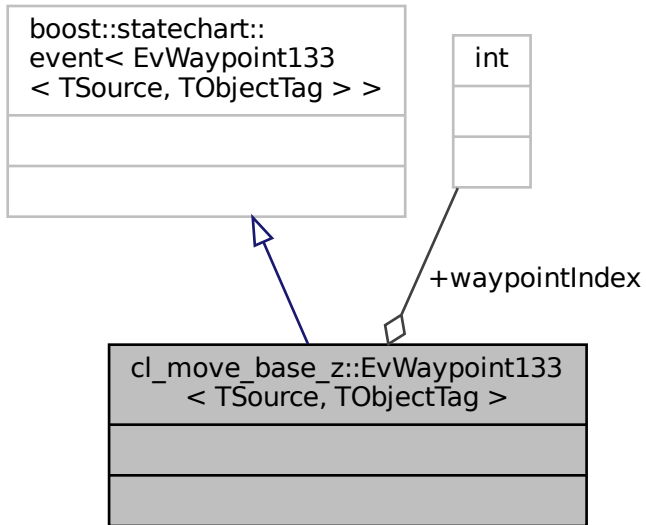 boost::statechart::
event< EvWaypoint133
< TSource, TObjectTag > >
int
+waypointIndex
cl_move_base_z::EvWaypoint133
< TSource, TObjectTag >